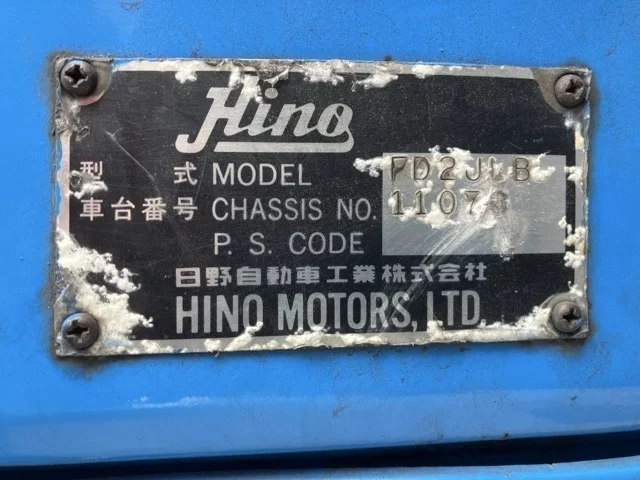 Hino
型 式 MODEL FD2JLB
車台番号 CHASSIS NO.
P. S. CODE
日野自動車工業株式会社
HINO MOTORS, LTD.